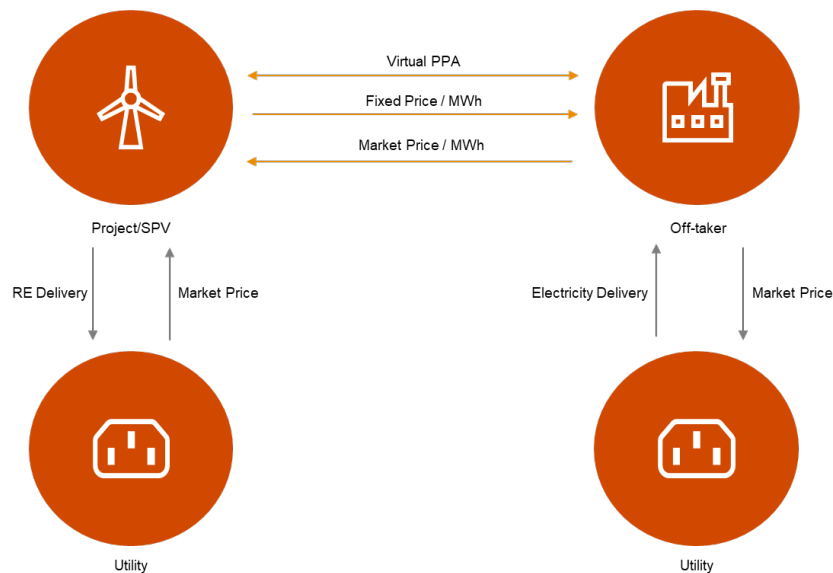 Virtual PPA
Fixed Price / MWh
Market Price / MWh
Project/SPV
Off-taker
RE Delivery
Market Price
Electricity Delivery
Market Price
Utility
Utility